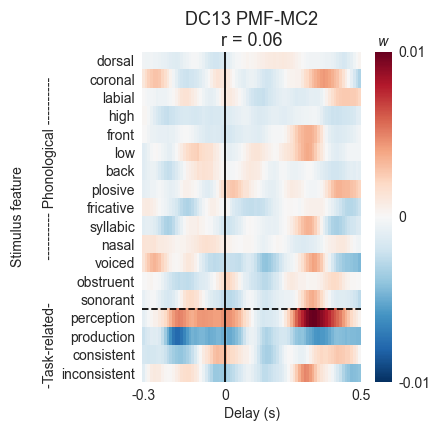 DC13 PMF-MC2
r = 0.06
w
dorsal
coronal
labial
high
front
low
back
plosive
fricative
syllabic
nasal
voiced
obstruent
sonorant
perception
production
consistent
inconsistent
Stimulus feature
-Task-related- ---------- Phonological ----------
-0.3
0
0.5
Delay (s)
0.01
0
-0.01